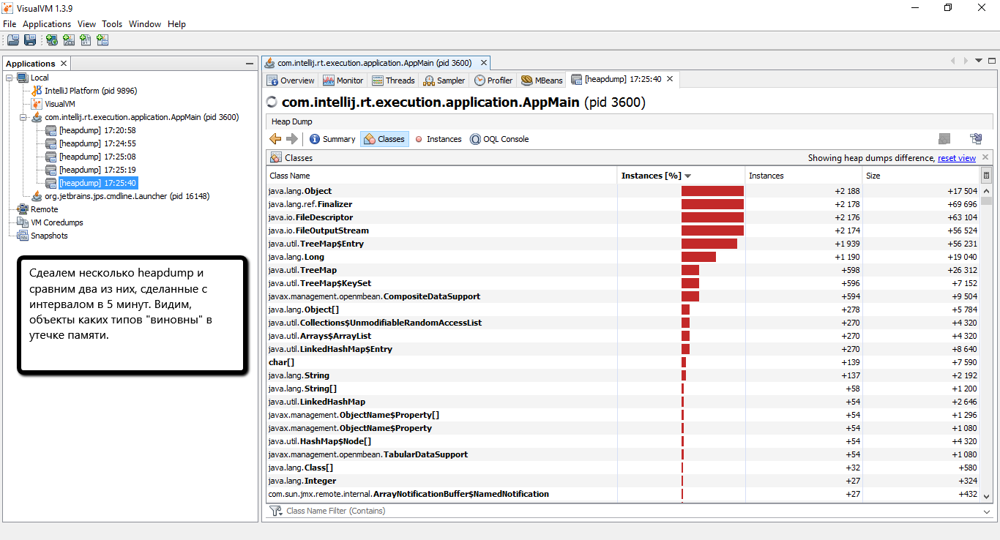 VisualVM 1.3.9
File Applications View Tools Window Help
Applications
Local
IntelliJ Platform (pid 9896)
VisualVM
com.intellij.rt.execution.application.AppMain (pid 3600)
[heapdump] 17:20:58
[heapdump] 17:24:55
[heapdump] 17:25:08
[heapdump] 17:25:19
[heapdump] 17:25:40
org.jetbrains.jps.cmdline.Launcher (pid 16148)
Remote
VM Coredumps
Snapshots
Сдеалем несколько heapdump и
сравним два из них, сделанные с
интервалом в 5 минут. Видим,
объекты каких типов "виновны" в
утечке памяти.
com.intellij.rt.execution.application.AppMain (pid 3600)
Overview Monitor Threads Sampler Profiler MBeans [heapdump] 17:25:40
com.intellij.rt.execution.application.AppMain (pid 3600)
Heap Dump
Summary Classes Instances OQL Console
Classes Showing heap dumps difference, reset view
Class Name Instances [%] Instances Size
java.lang.Object +2 188 +17 504
java.lang.ref.Finalizer +2 178 +69 696
java.io.FileDescriptor +2 176 +63 104
java.io.FileOutputStream +2 174 +56 524
java.util.TreeMap$Entry +1 939 +56 231
java.lang.Long +1 190 +19 040
java.util.TreeMap +598 +26 312
java.util.TreeMap$KeySet +596 +7 152
javax.management.openmbean.CompositeDataSupport +594 +9 504
java.lang.Object[] +278 +5 784
java.util.Collections$UnmodifiableRandomAccessList +270 +4 320
java.util.Arrays$ArrayList +270 +4 320
java.util.LinkedHashMap$Entry +270 +8 640
char[] +139 +7 590
java.lang.String +137 +2 192
java.lang.String[] +58 +1 200
java.util.LinkedHashMap +54 +2 646
javax.management.ObjectName$Property[] +54 +1 296
javax.management.ObjectName$Property +54 +1 080
java.util.HashMap$Node[] +54 +4 320
javax.management.openmbean.TabularDataSupport +54 +1 080
java.lang.Class[] +32 +580
java.lang.Integer +27 +324
com.sun.jmx.remote.internal.ArrayNotificationBuffer$NamedNotification +27 +432
Class Name Filter (Contains)